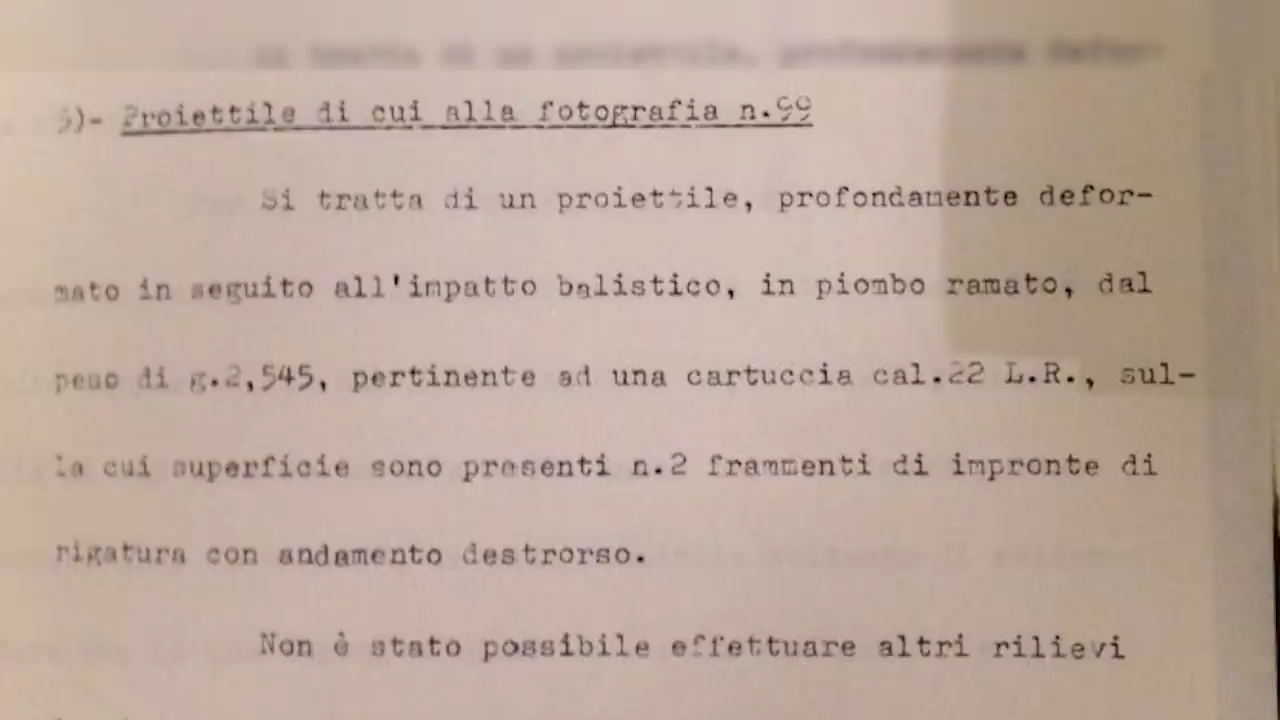 5)- Proiettile di cui alla fotografia n.99
Si tratta di un proiettile, profondamente defor-
mato in seguito all'impatto balistico, in piombo ramato, dal
peso di g.2,545, pertinente ad una cartuccia cal.22 L.R., sul-
la cui superficie sono presenti n.2 frammenti di impronte di
rigatura con andamento destrorso.
Non è stato possibile effettuare altri rilievi